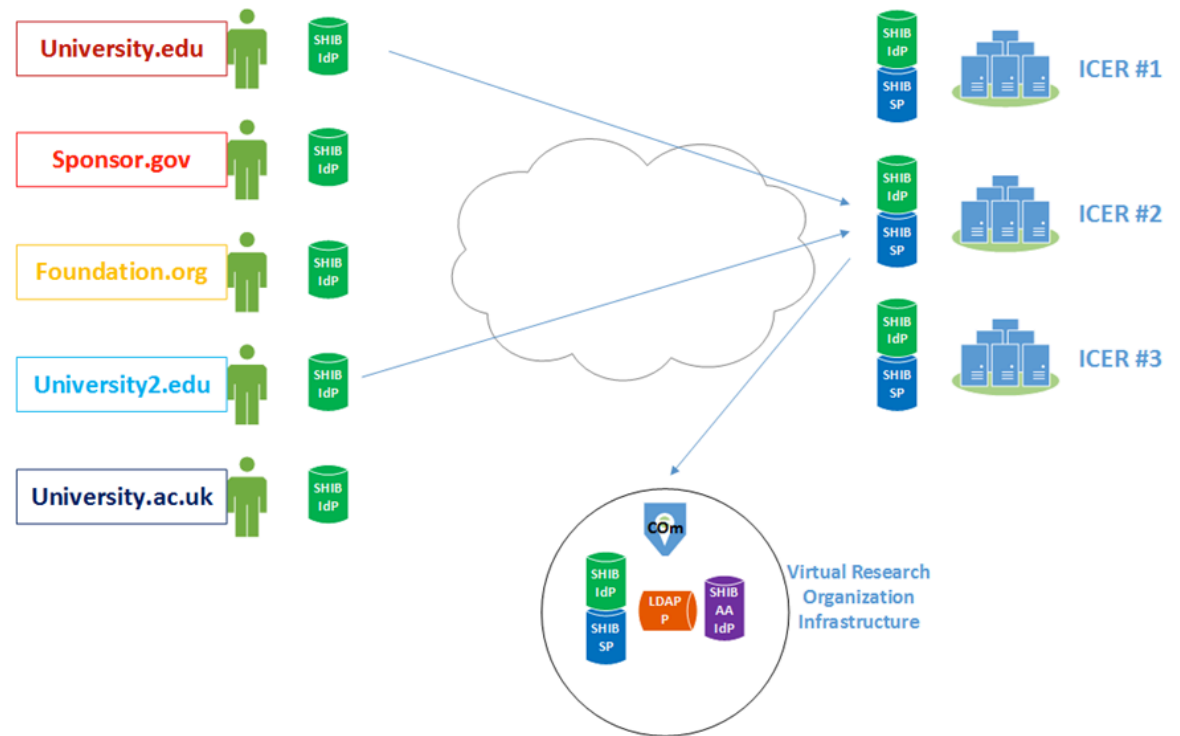 University.edu
SHIB
IdP
SHIB
IdP
SHIB
SP
ICER #1
Sponsor.gov
SHIB
IdP
SHIB
IdP
SHIB
SP
ICER #2
Foundation.org
SHIB
IdP
SHIB
IdP
SHIB
SP
ICER #3
University2.edu
SHIB
IdP
University.ac.uk
SHIB
IdP
COm
SHIB
IdP
SHIB
SP
LDAP
P
SHIB
AA
IdP
Virtual Research
Organization
Infrastructure